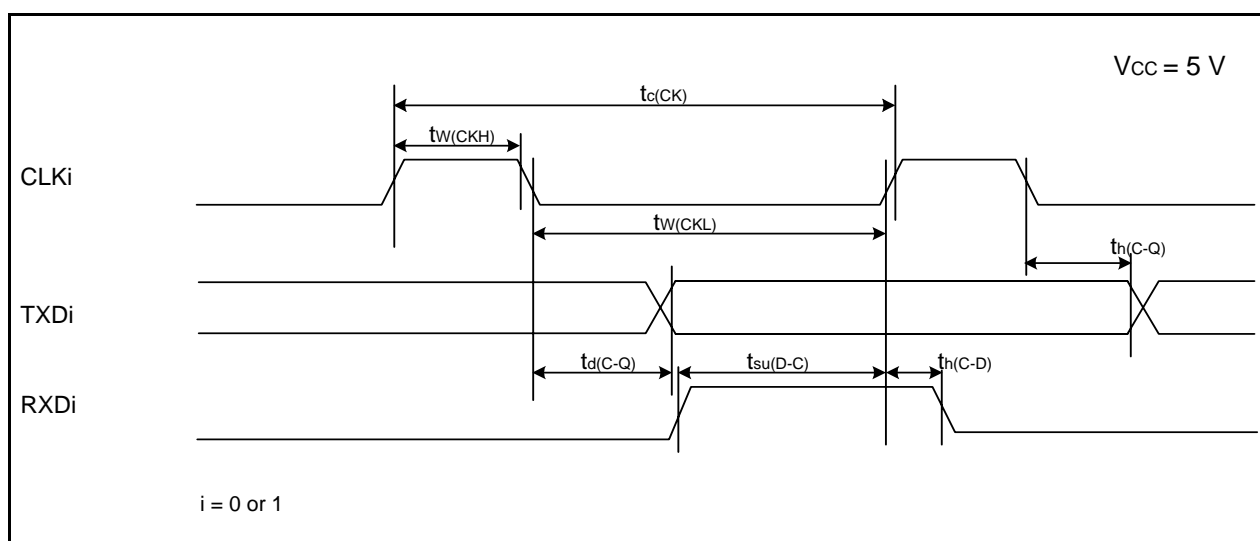 VCC = 5 V
tc(CK)
tW(CKH)
CLKi
tW(CKL)
th(C-Q)
TXDi
td(C-Q)
tsu(D-C)
th(C-D)
RXDi
i = 0 or 1